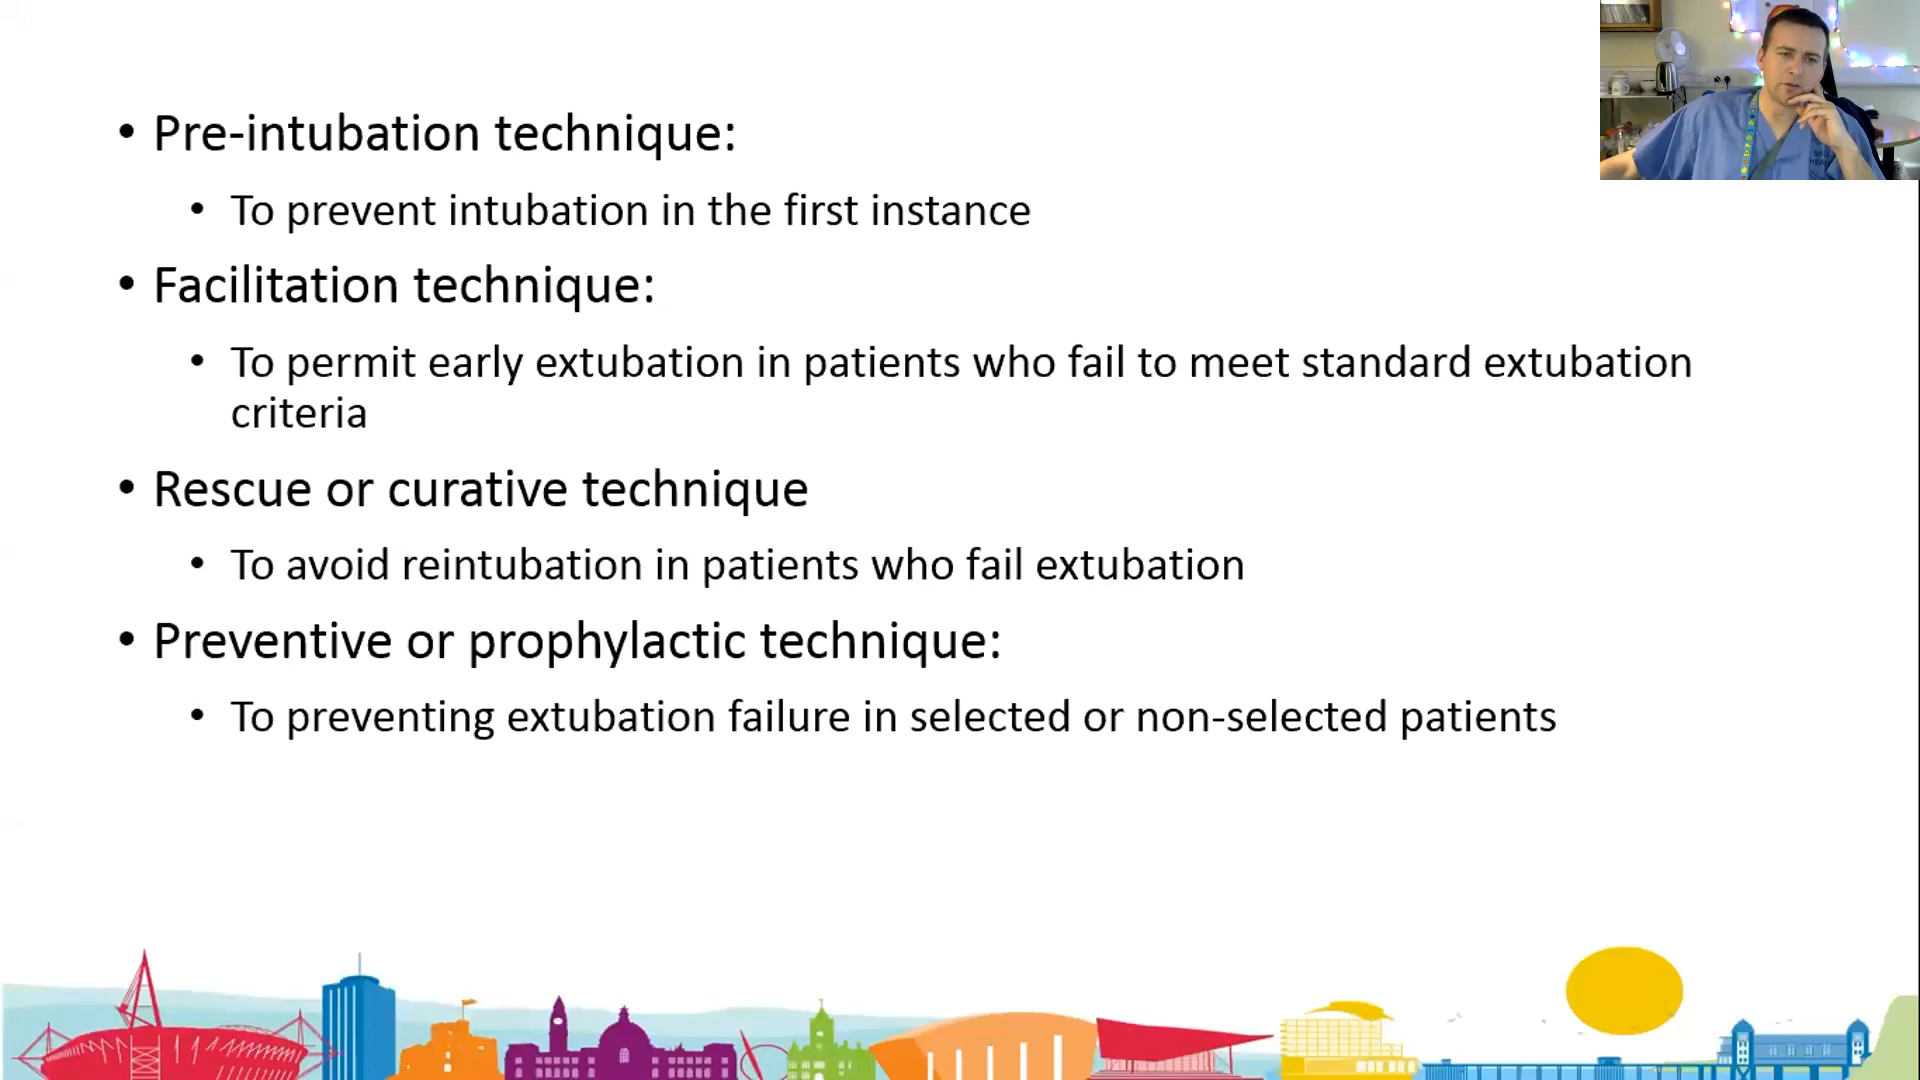 • Pre-intubation technique:
• To prevent intubation in the first instance
• Facilitation technique:
• To permit early extubation in patients who fail to meet standard extubation
criteria
• Rescue or curative technique
• To avoid reintubation in patients who fail extubation
• Preventive or prophylactic technique:
• To preventing extubation failure in selected or non-selected patients